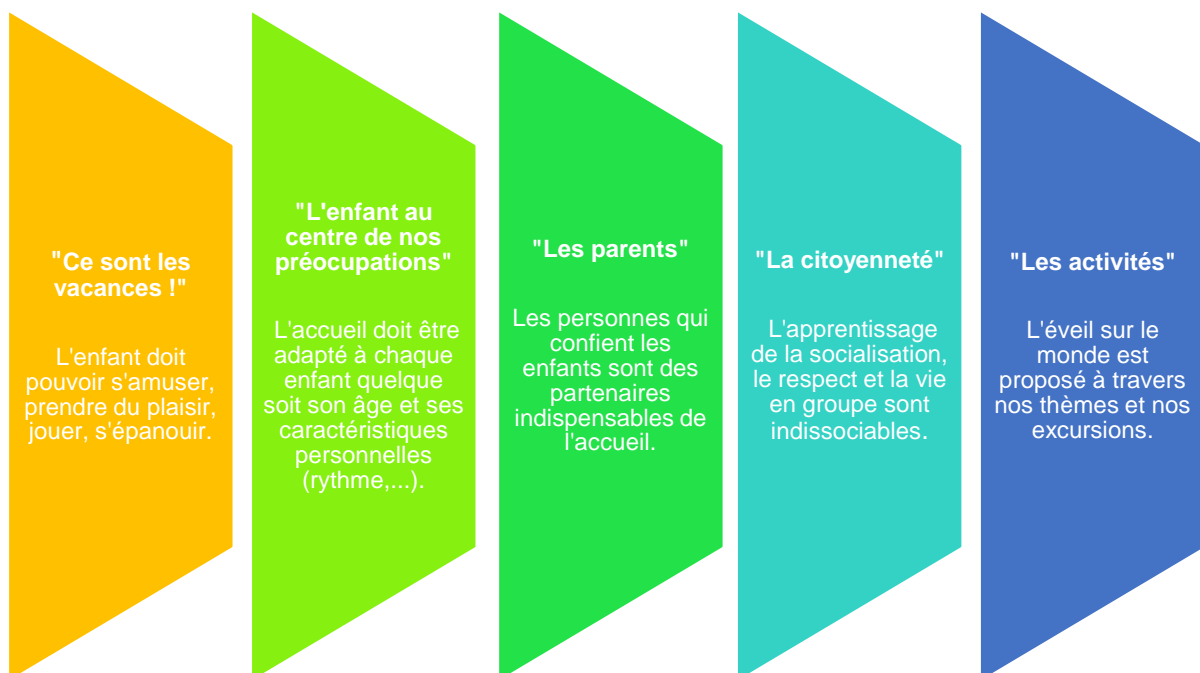 "Ce sont les
vacances !"
L'enfant doit
pouvoir s'amuser,
prendre du plaisir,
jouer, s'épanouir.
"L'enfant au
centre de nos
préocupations"
L'accueil doit être
adapté à chaque
enfant quelque
soit son âge et ses
caractéristiques
personnelles
(rythme,...).
"Les parents"
Les personnes qui
confient les
enfants sont des
partenaires
indispensables de
l'accueil.
"La citoyenneté"
L'apprentissage
de la socialisation,
le respect et la vie
en groupe sont
indissociables.
"Les activités"
L'éveil sur le
monde est
proposé à travers
nos thèmes et nos
excursions.